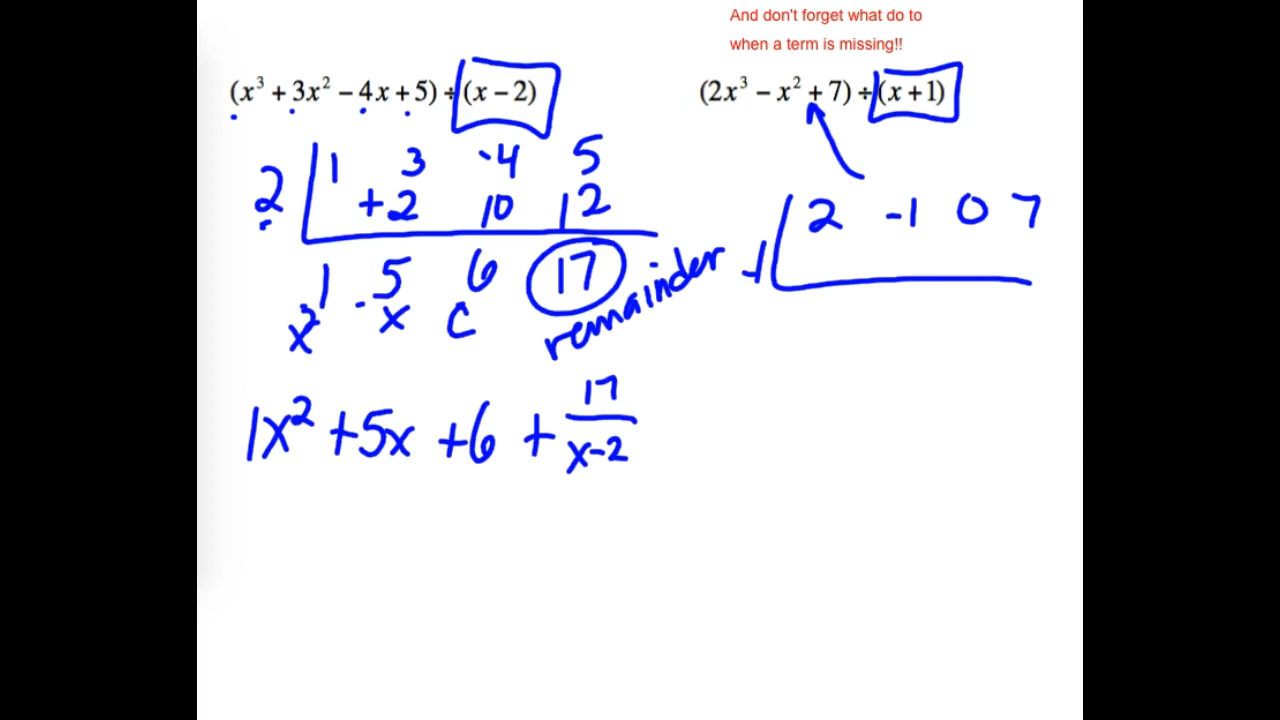 And don't forget what do to
when a term is missing!!
(x³ + 3x² − 4x + 5) ÷ (x − 2)
2 | 1 3 -4 5
+2 10 12
1 5 6 17
x² x C remainder
1x² + 5x + 6 + 17/(x-2)
(2x³ − x² + 7) ÷ (x + 1)
-1 | 2 -1 0 7